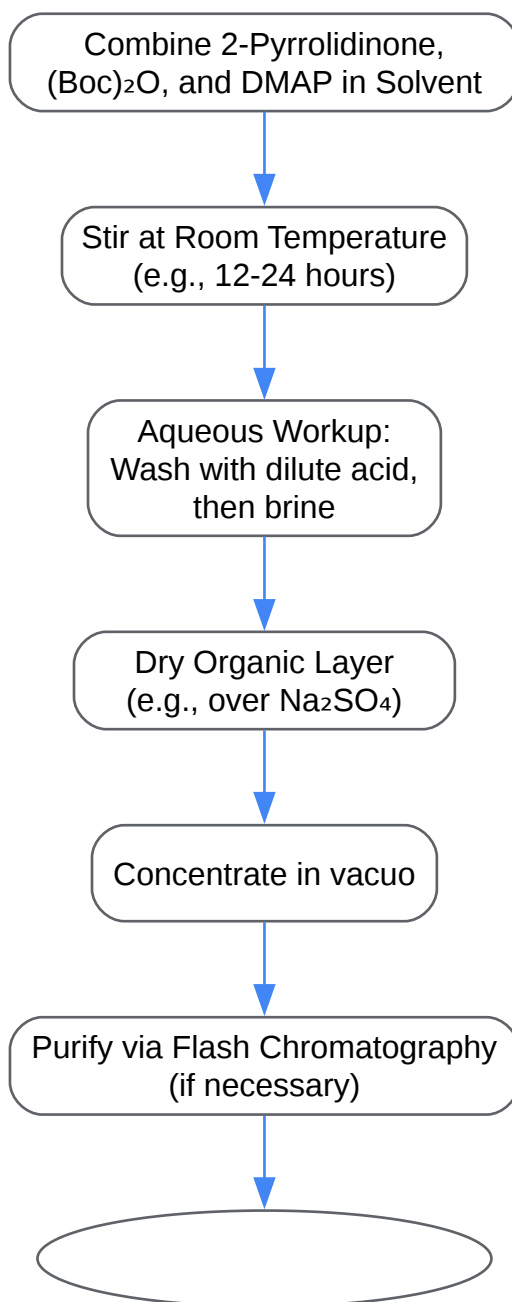 Combine 2-Pyrrolidinone,
(Boc)₂O, and DMAP in Solvent
Stir at Room Temperature
(e.g., 12-24 hours)
Aqueous Workup:
Wash with dilute acid,
then brine
Dry Organic Layer
(e.g., over Na₂SO₄)
Concentrate in vacuo
Purify via Flash Chromatography
(if necessary)